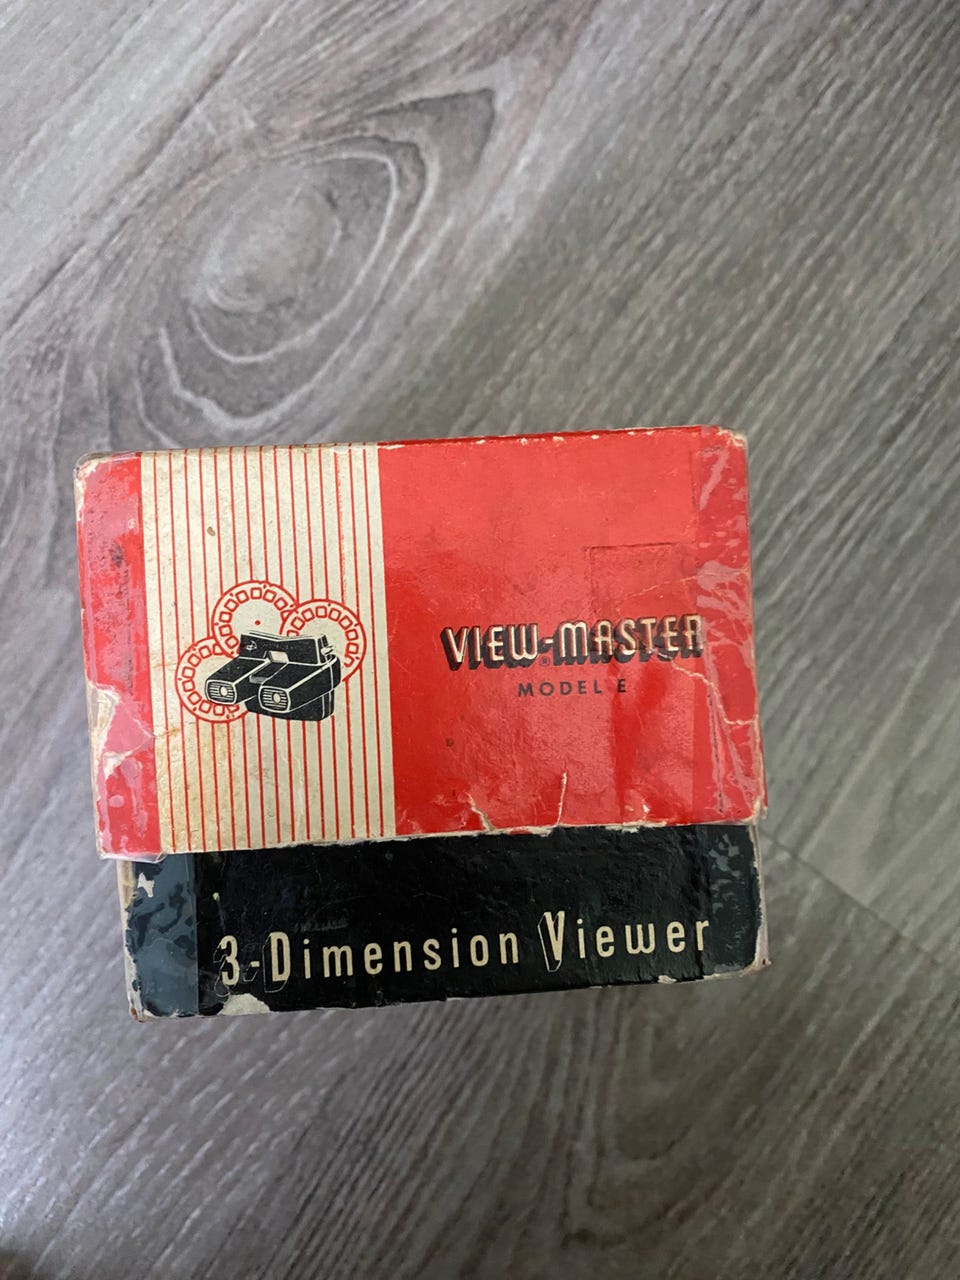 VIEW-MASTER
®
MODEL E
3-Dimension Viewer